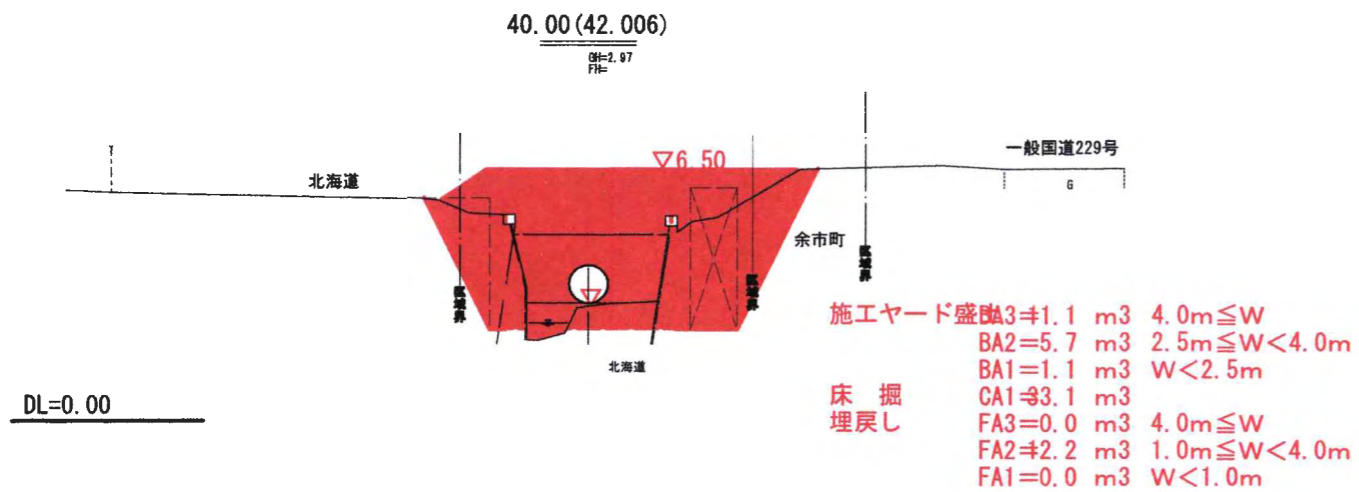 40.00(42.006)
GH=2.97
FH=
▽6.50
一般国道229号
北海道
G
余市町
区域界
区域界
区域界
北海道
DL=0.00
施工ヤード盛土 BA3=11.1 m3 4.0m≦W
BA2=5.7 m3 2.5m≦W<4.0m
BA1=1.1 m3 W<2.5m
床 掘 CA1=33.1 m3
埋戻し FA3=0.0 m3 4.0m≦W
FA2=12.2 m3 1.0m≦W<4.0m
FA1=0.0 m3 W<1.0m